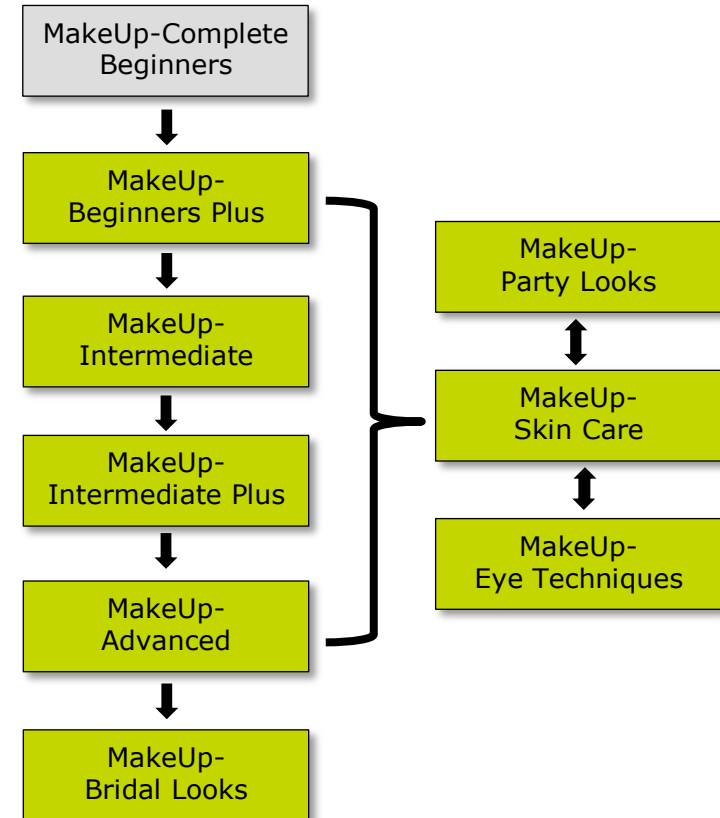 MakeUp-Complete
Beginners
MakeUp-
Beginners Plus
MakeUp-
Intermediate
MakeUp-
Intermediate Plus
MakeUp-
Advanced
MakeUp-
Bridal Looks
MakeUp-
Party Looks
MakeUp-
Skin Care
MakeUp-
Eye Techniques